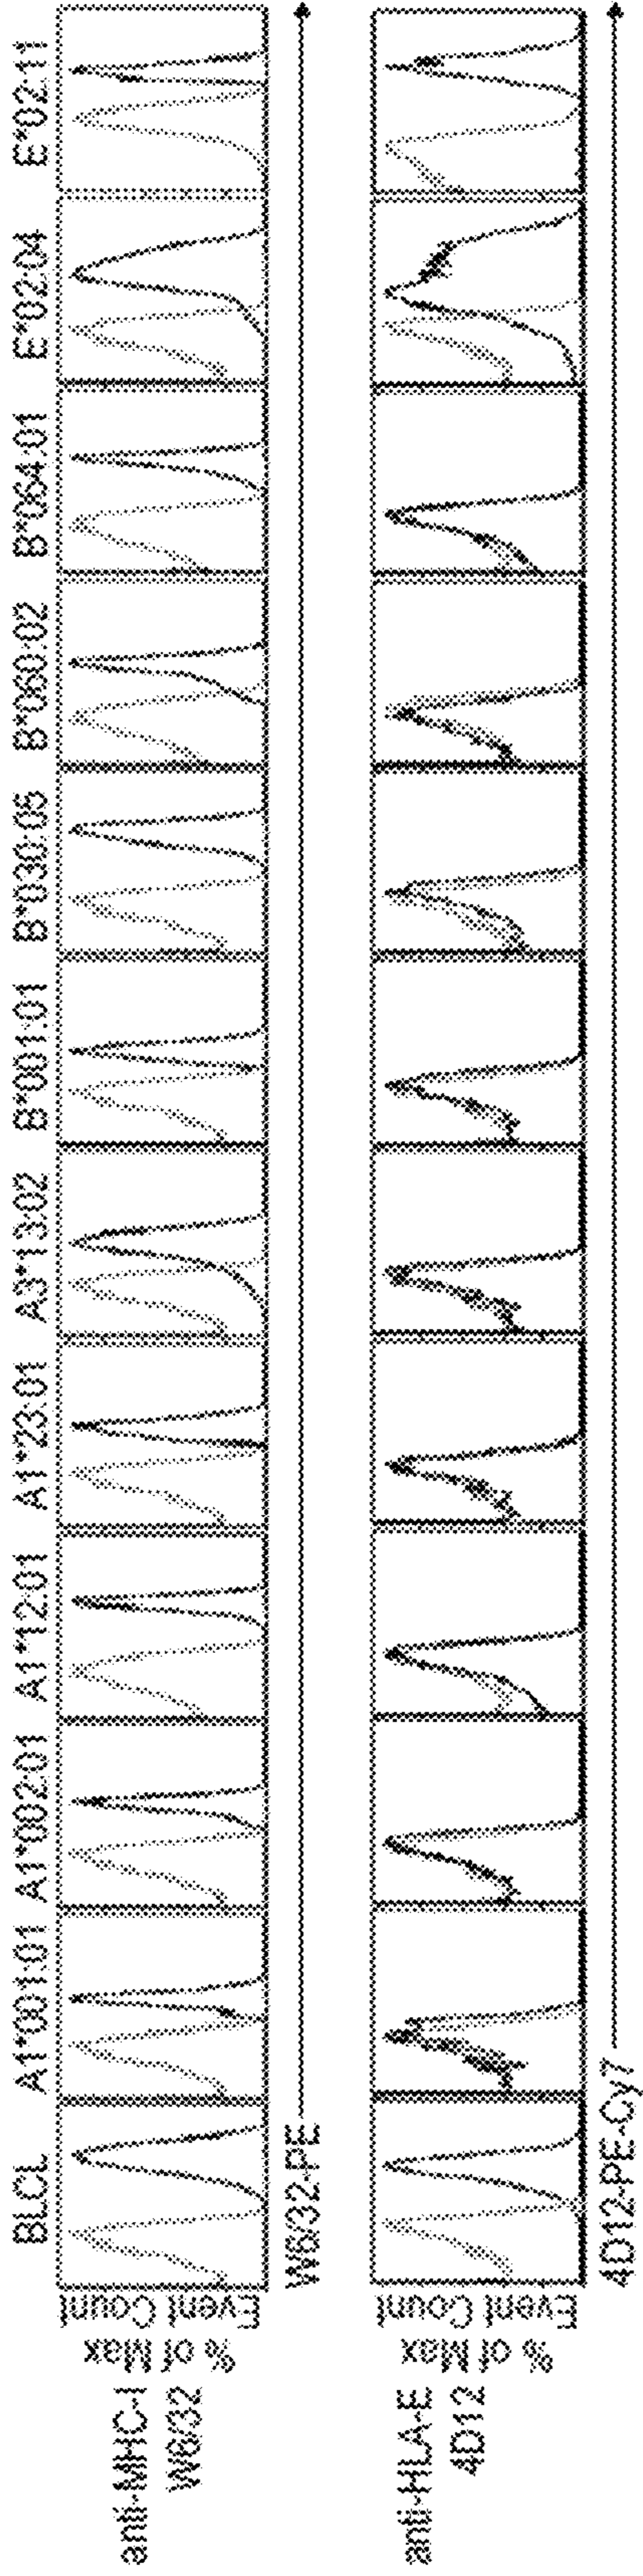 BLCL
A1*001:01
A1*002:01
A1*12:01
A1*23:01
A3*13:02
B*001:01
B*030:05
B*060:02
B*064:01
E*02:04
E*02:11
anti-MHC-I
W6/32
% of Max
Event Count
W6/32-PE
anti-HLA-E
4D12
% of Max
Event Count
4D12-PE-Cy7